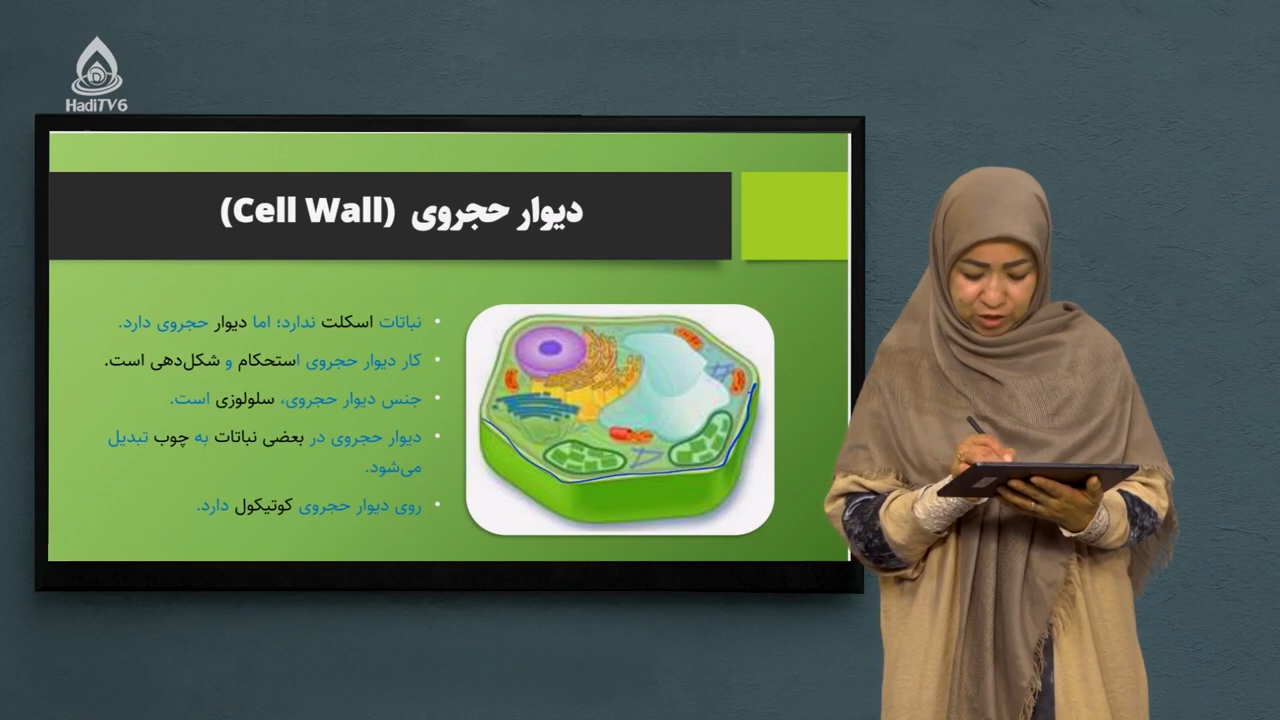 HadiTV6
دیوار حجروی (Cell Wall)
• نباتات اسکلت ندارد؛ اما دیوار حجروی دارد.
• کار دیوار حجروی استحکام و شکل‌دهی است.
• جنس دیوار حجروی، سلولوزی است.
• دیوار حجروی در بعضی نباتات به چوب تبدیل
می‌شود.
• روی دیوار حجروی کوتیکول دارد.